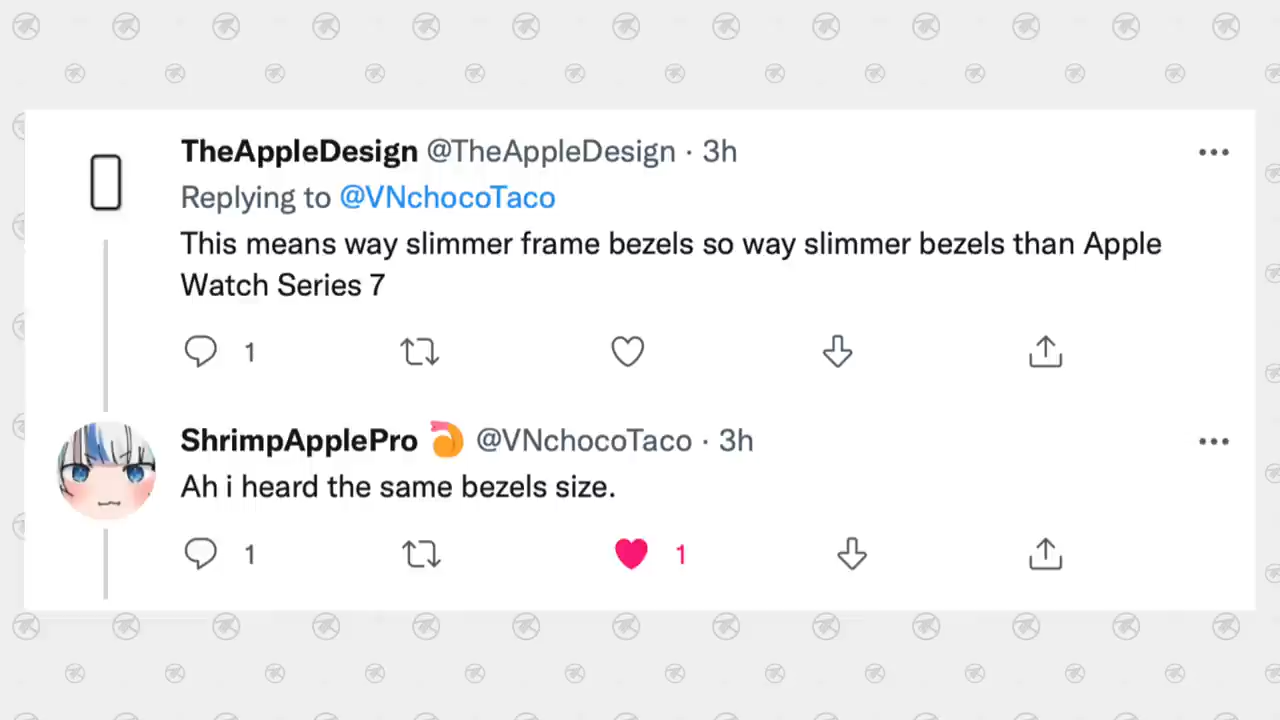 TheAppleDesign @TheAppleDesign · 3h
Replying to @VNchocoTaco
This means way slimmer frame bezels so way slimmer bezels than Apple
Watch Series 7
1
ShrimpApplePro 🍤 @VNchocoTaco · 3h
Ah i heard the same bezels size.
1 1